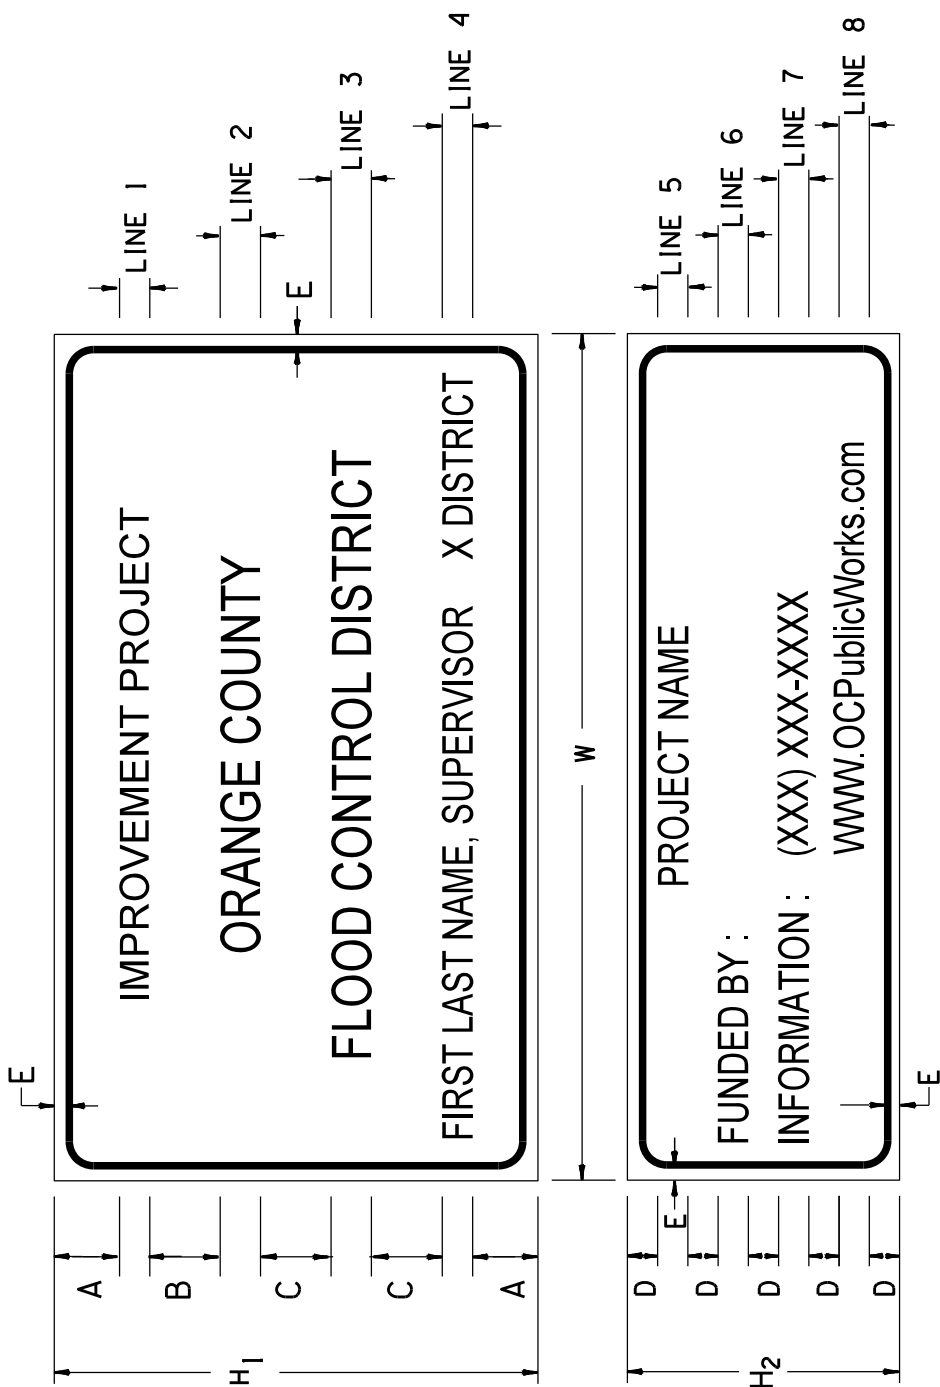 H1
A
B
C
C
A
E
IMPROVEMENT PROJECT
ORANGE COUNTY
FLOOD CONTROL DISTRICT
FIRST LAST NAME, SUPERVISOR X DISTRICT
E
LINE 1
LINE 2
LINE 3
LINE 4
W
H2
D
D
D
D
D
E
PROJECT NAME
FUNDED BY :
INFORMATION : (XXX) XXX-XXXX
WWW.OCPublicWorks.com
E
LINE 5
LINE 6
LINE 7
LINE 8